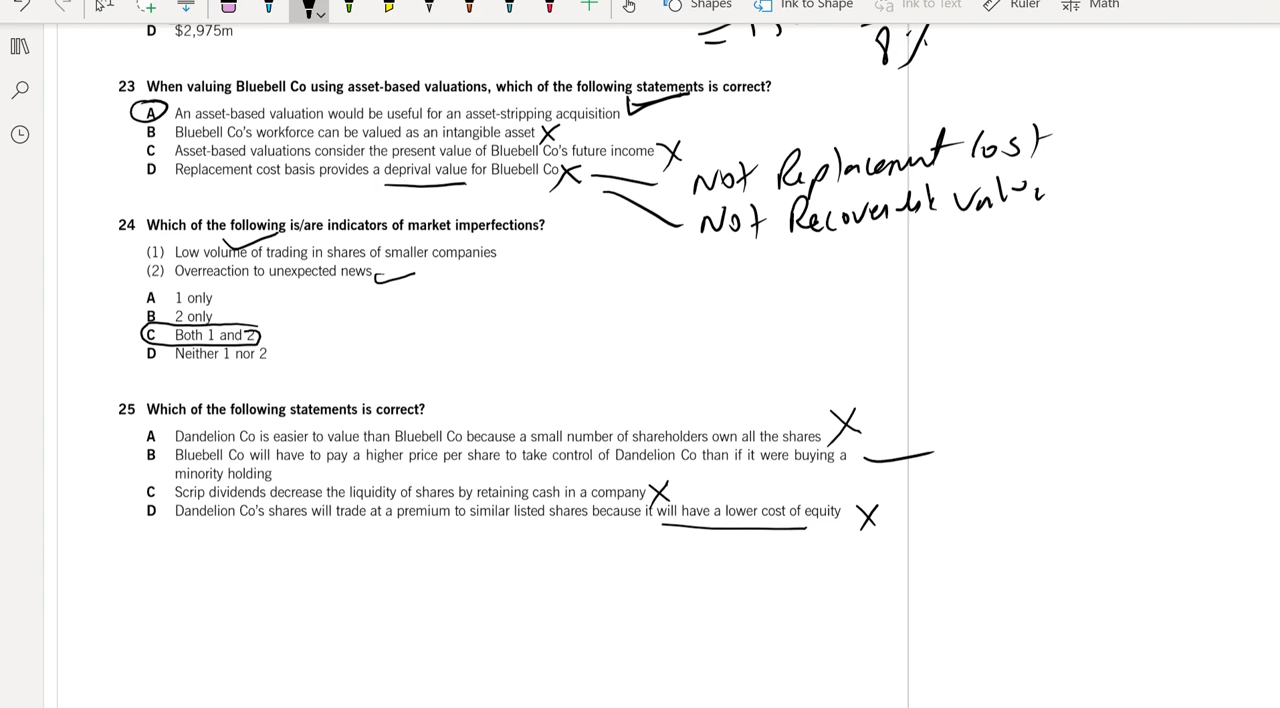 Shapes Ink to Shape Ink to Text Ruler Math
D $2,975m
8%
23 When valuing Bluebell Co using asset-based valuations, which of the following statements is correct?
A An asset-based valuation would be useful for an asset-stripping acquisition
B Bluebell Co's workforce can be valued as an intangible asset X
C Asset-based valuations consider the present value of Bluebell Co's future income X
D Replacement cost basis provides a deprival value for Bluebell Co X
Not Replacement Cost
Not Value
24 Which of the following is/are indicators of market imperfections?
(1) Low volume of trading in shares of smaller companies
(2) Overreaction to unexpected news
A 1 only
B 2 only
C Both 1 and 2
D Neither 1 nor 2
25 Which of the following statements is correct?
A Dandelion Co is easier to value than Bluebell Co because a small number of shareholders own all the shares X
B Bluebell Co will have to pay a higher price per share to take control of Dandelion Co than if it were buying a
minority holding
C Scrip dividends decrease the liquidity of shares by retaining cash in a company X
D Dandelion Co's shares will trade at a premium to similar listed shares because it will have a lower cost of equity X